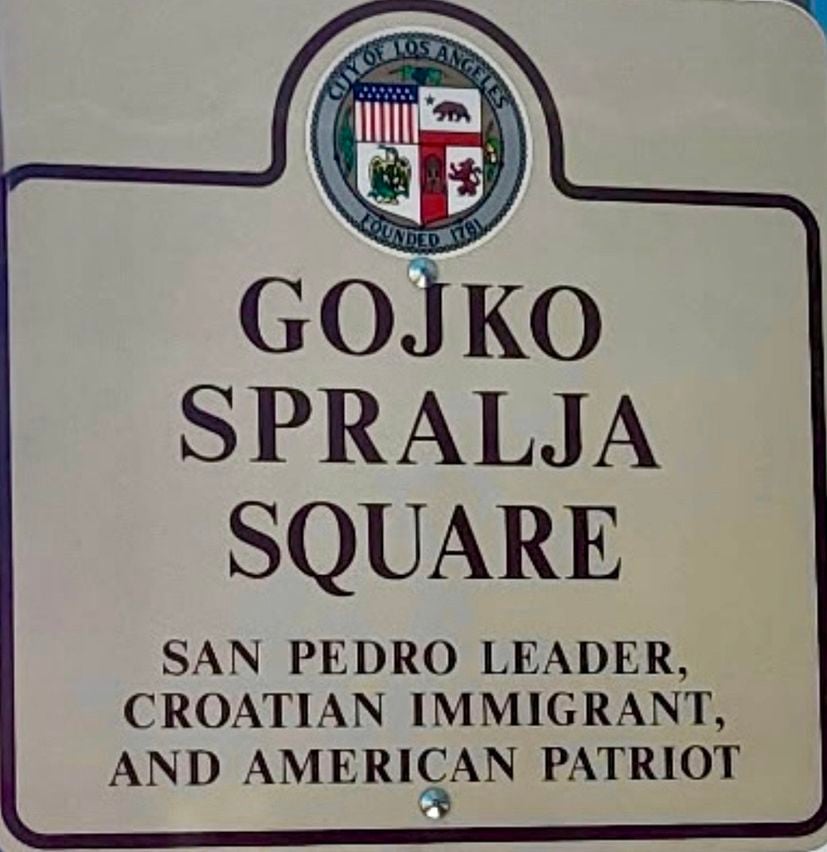 CITY OF LOS ANGELES
FOUNDED 1781
GOJKO
SPRALJA
SQUARE
SAN PEDRO LEADER,
CROATIAN IMMIGRANT,
AND AMERICAN PATRIOT